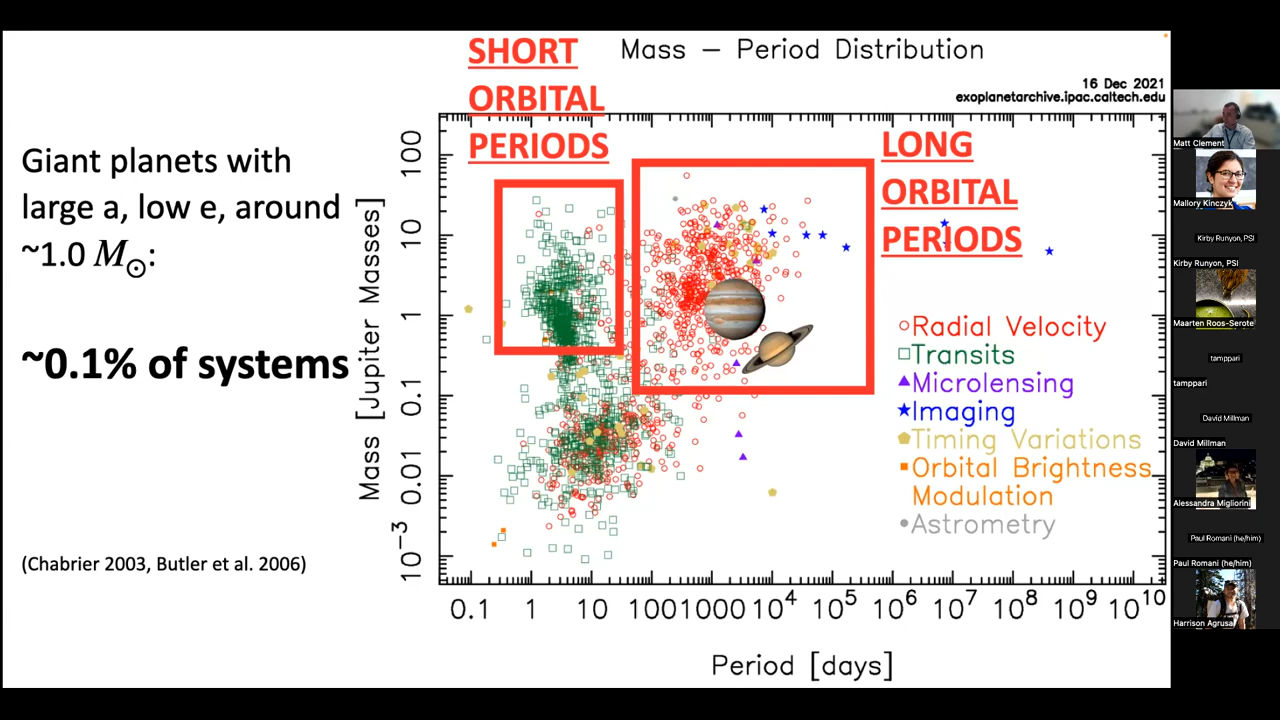 SHORT
ORBITAL
PERIODS
Mass – Period Distribution
16 Dec 2021
exoplanetarchive.ipac.caltech.edu
LONG
ORBITAL
PERIODS
Giant planets with
large a, low e, around
~1.0 M☉:
~0.1% of systems
(Chabrier 2003, Butler et al. 2006)
Mass [Jupiter Masses]
100
10
1
0.1
0.01
10⁻³
Radial Velocity
Transits
Microlensing
Imaging
Timing Variations
Orbital Brightness
Modulation
Astrometry
0.1 1 10 100 1000 10⁴ 10⁵ 10⁶ 10⁷ 10⁸ 10⁹ 10¹⁰
Period [days]
Matt Clement
Mallory Kinczyk
Kirby Runyon, PSI
Kirby Runyon, PSI
Maarten Roos-Serote
tamppari
tamppari
David Millman
David Millman
Alessandra Migliorini
Paul Romani (he/him)
Paul Romani (he/him)
Harrison Agrusa